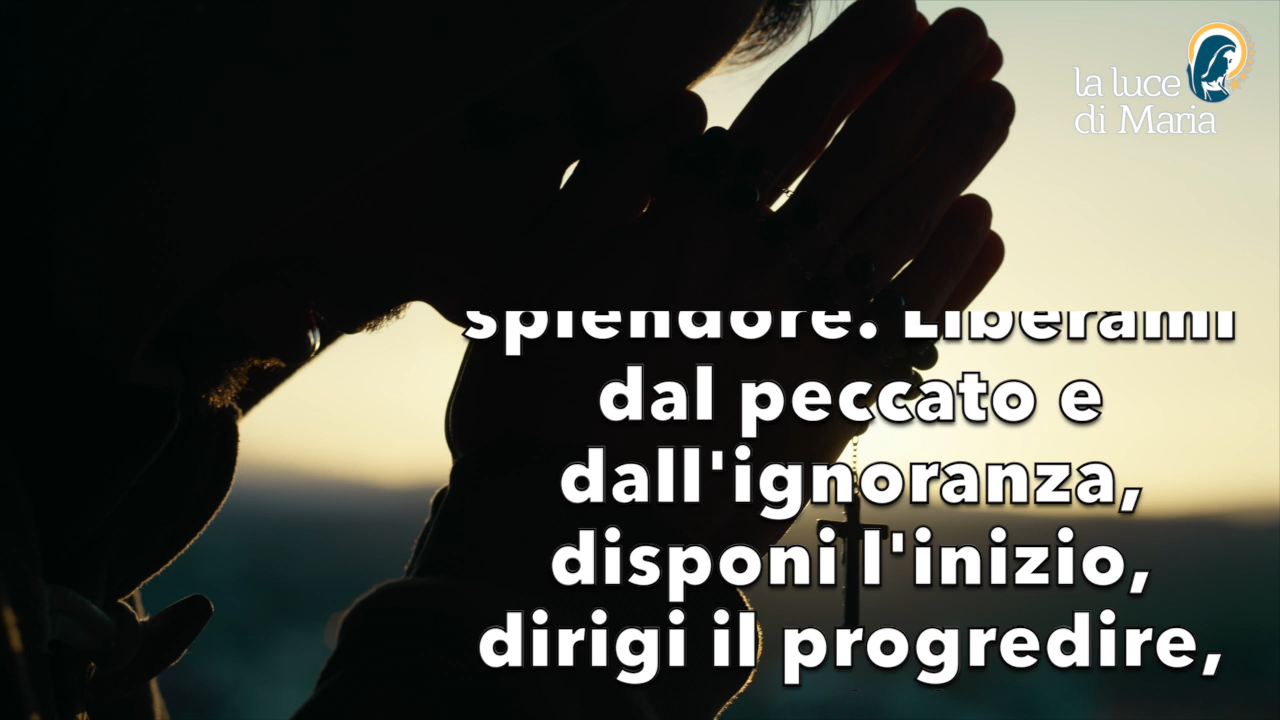 la luce
di Maria
splendore. Liberami
dal peccato e
dall'ignoranza,
disponi l'inizio,
dirigi il progredire,